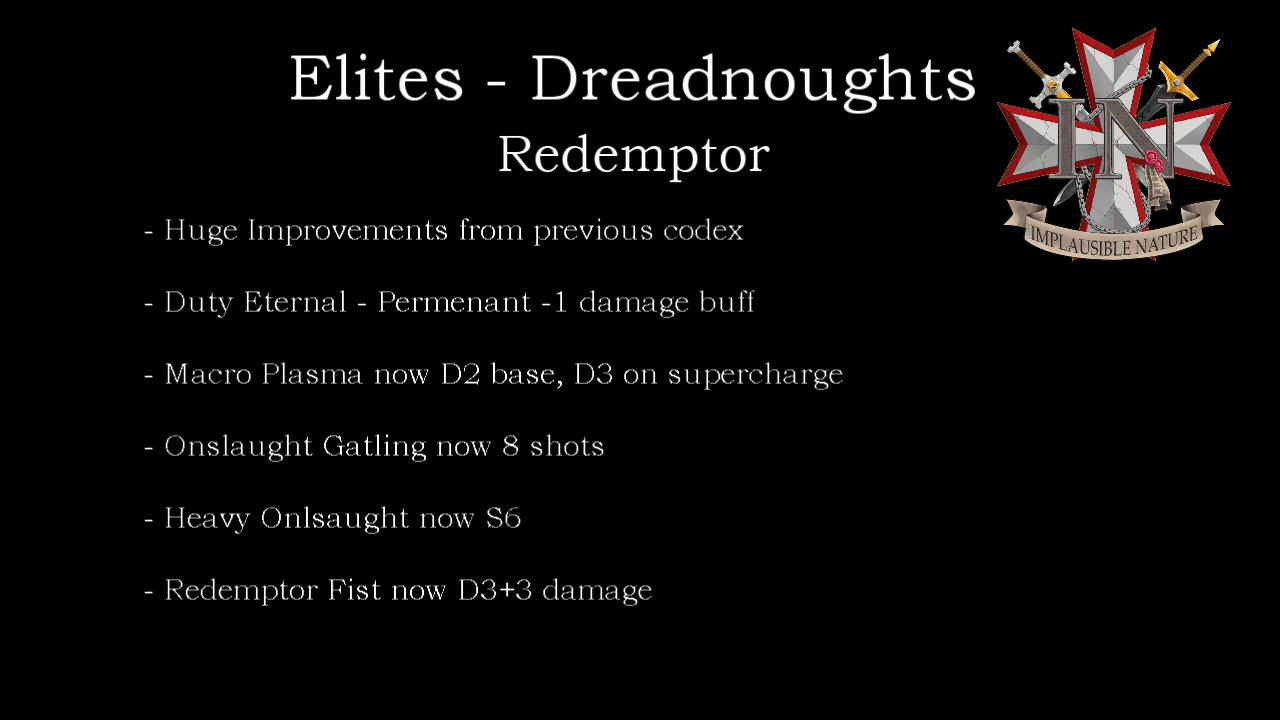 Elites - Dreadnoughts
Redemptor
IN
IMPLAUSIBLE NATURE
- Huge Improvements from previous codex
- Duty Eternal - Permenant -1 damage buff
- Macro Plasma now D2 base, D3 on supercharge
- Onslaught Gatling now 8 shots
- Heavy Onlsaught now S6
- Redemptor Fist now D3+3 damage